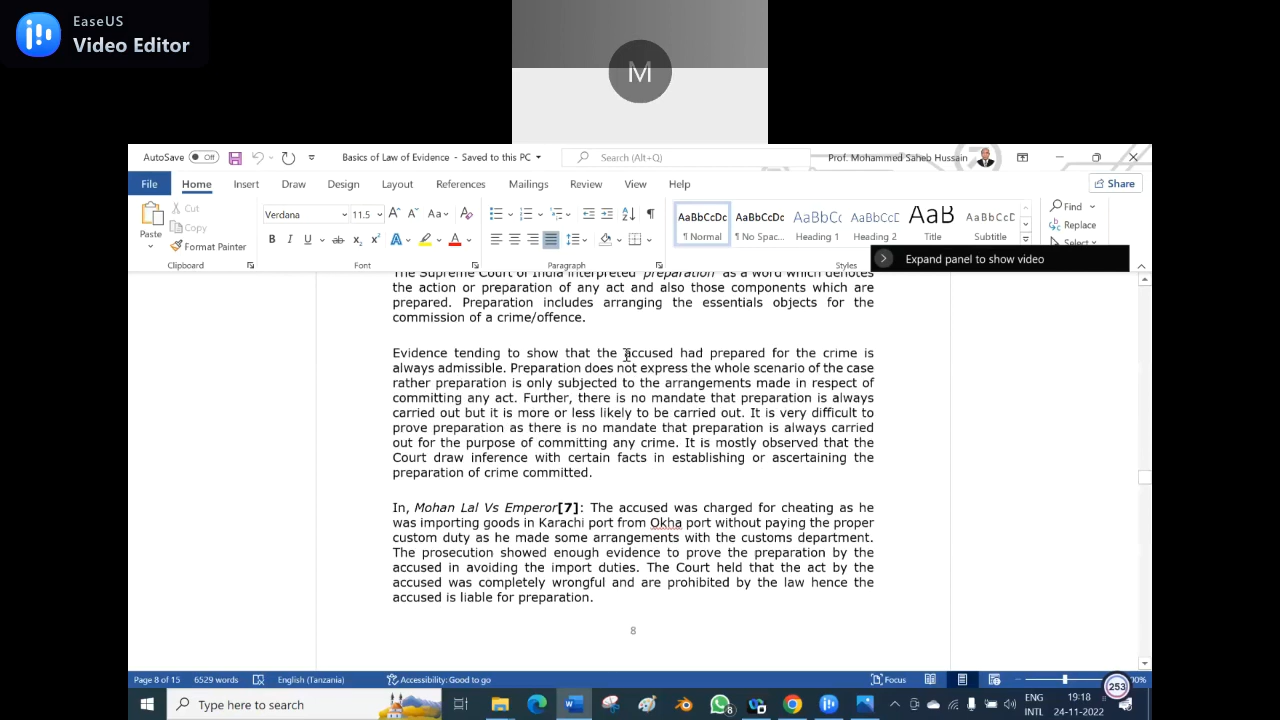 EaseUS
Video Editor
M
AutoSave Off
Basics of Law of Evidence - Saved to this PC
Search (Alt+Q)
Prof. Mohammed Saheb Hussain
File Home Insert Draw Design Layout References Mailings Review View Help
Share
Paste
Cut
Copy
Format Painter
Clipboard
Verdana 11.5
Font
Paragraph
AaBbCcDc AaBbCcDc AaBbCc AaBbCcD AaB AaBbCcD
¶ Normal ¶ No Spac... Heading 1 Heading 2 Title Subtitle
Styles
Find
Replace
Select
Expand panel to show video
The Supreme Court of India interpreted 'preparation' as a word which denotes
the action or preparation of any act and also those components which are
prepared. Preparation includes arranging the essentials objects for the
commission of a crime/offence.
Evidence tending to show that the accused had prepared for the crime is
always admissible. Preparation does not express the whole scenario of the case
rather preparation is only subjected to the arrangements made in respect of
committing any act. Further, there is no mandate that preparation is always
carried out but it is more or less likely to be carried out. It is very difficult to
prove preparation as there is no mandate that preparation is always carried
out for the purpose of committing any crime. It is mostly observed that the
Court draw inference with certain facts in establishing or ascertaining the
preparation of crime committed.
In, Mohan Lal Vs Emperor[7]: The accused was charged for cheating as he
was importing goods in Karachi port from Okha port without paying the proper
custom duty as he made some arrangements with the customs department.
The prosecution showed enough evidence to prove the preparation by the
accused in avoiding the import duties. The Court held that the act by the
accused was completely wrongful and are prohibited by the law hence the
accused is liable for preparation.
8
Page 8 of 15 6529 words English (Tanzania) Accessibility: Good to go Focus
253
Type here to search
8
ENG
INTL
19:18
24-11-2022